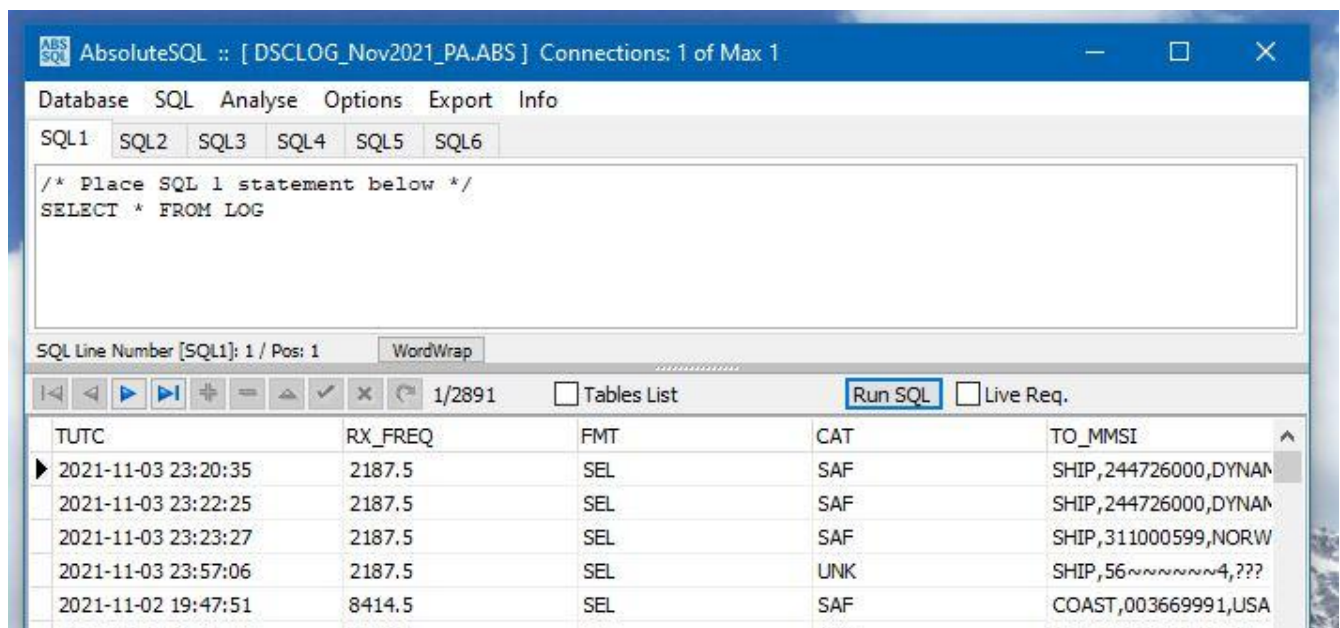 ABS
SQL
AbsoluteSQL :: [ DSCLOG_Nov2021_PA.ABS ] Connections: 1 of Max 1
Database SQL Analyse Options Export Info
SQL1 SQL2 SQL3 SQL4 SQL5 SQL6
/* Place SQL 1 statement below */
SELECT * FROM LOG
SQL Line Number [SQL1]: 1 / Pos: 1 WordWrap
1/2891 Tables List Run SQL Live Req.
TUTC RX_FREQ FMT CAT TO_MMSI
2021-11-03 23:20:35 2187.5 SEL SAF SHIP,244726000,DYNAM
2021-11-03 23:22:25 2187.5 SEL SAF SHIP,244726000,DYNAM
2021-11-03 23:23:27 2187.5 SEL SAF SHIP,311000599,NORW
2021-11-03 23:57:06 2187.5 SEL UNK SHIP,56~~~~~~4,???
2021-11-02 19:47:51 8414.5 SEL SAF COAST,003669991,USA